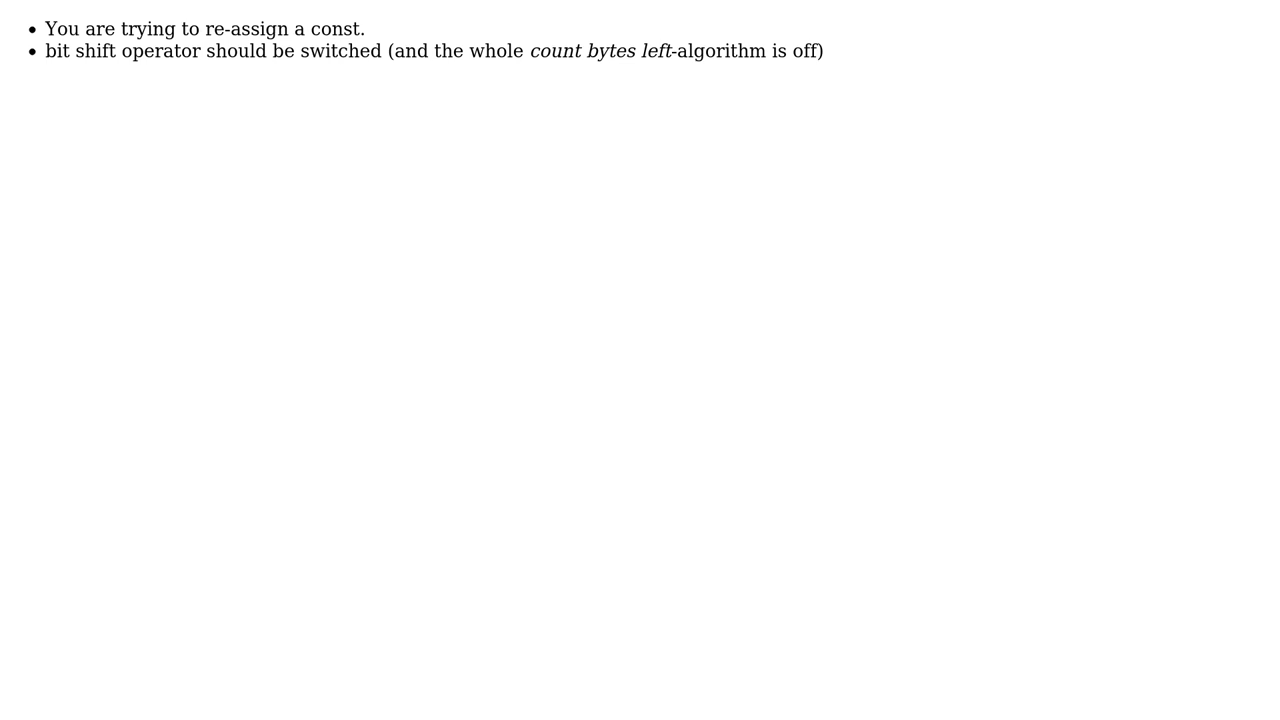 • You are trying to re-assign a const.
• bit shift operator should be switched (and the whole count bytes left-algorithm is off)